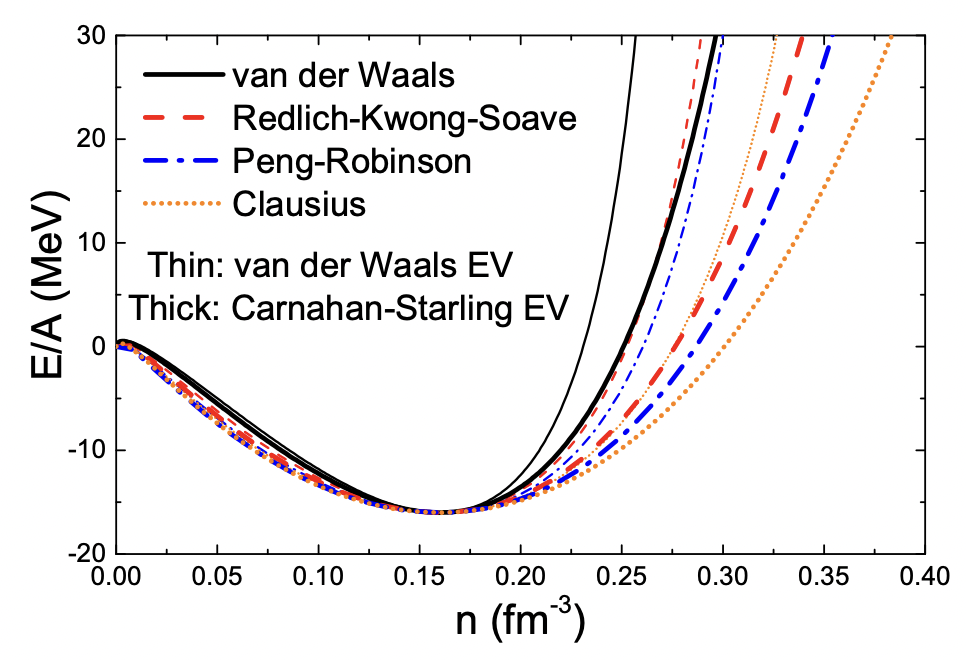 30
20
10
0
-10
-20
E/A (MeV)
van der Waals
Redlich-Kwong-Soave
Peng-Robinson
Clausius
Thin: van der Waals EV
Thick: Carnahan-Starling EV
0.00 0.05 0.10 0.15 0.20 0.25 0.30 0.35 0.40
n (fm⁻³)